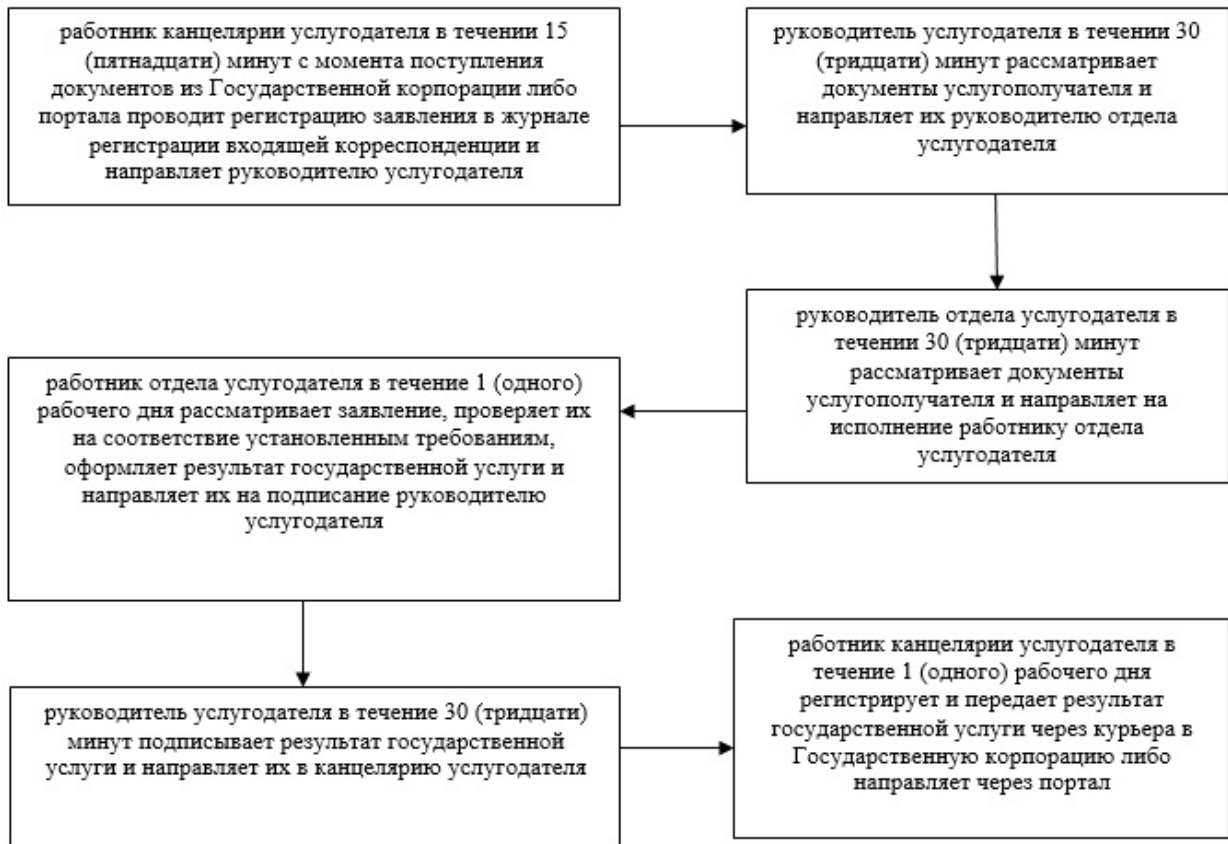 работник канцелярии услугодателя в течении 15
(пятнадцати) минут с момента поступления
документов из Государственной корпорации либо
портала проводит регистрацию заявления в журнале
регистрации входящей корреспонденции и
направляет руководителю услугодателя
руководитель услугодателя в течении 30
(тридцати) минут рассматривает
документы услугополучателя и
направляет их руководителю отдела
услугодателя
руководитель отдела услугодателя в
течении 30 (тридцати) минут
рассматривает документы
услугополучателя и направляет на
исполнение работнику отдела
услугодателя
работник отдела услугодателя в течение 1 (одного)
рабочего дня рассматривает заявление, проверяет их
на соответствие установленным требованиям,
оформляет результат государственной услуги и
направляет их на подписание руководителю
услугодателя
руководитель услугодателя в течение 30 (тридцати)
минут подписывает результат государственной
услуги и направляет их в канцелярию услугодателя
работник канцелярии услугодателя в
течение 1 (одного) рабочего дня
регистрирует и передает результат
государственной услуги через курьера в
Государственную корпорацию либо
направляет через портал